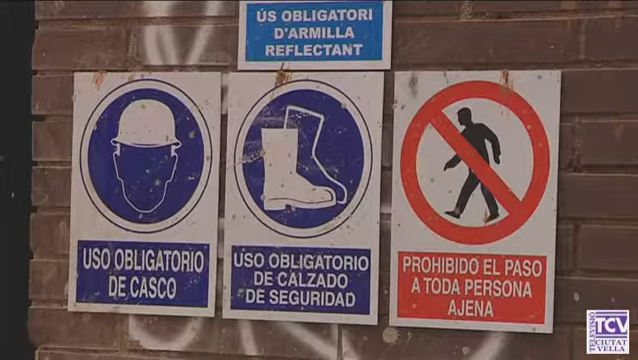 ÚS OBLIGATORI
D'ARMILLA
REFLECTANT
USO OBLIGATORIO
DE CASCO
USO OBLIGATORIO
DE CALZADO
DE SEGURIDAD
PROHIBIDO EL PASO
A TODA PERSONA
AJENA
TELEVISIÓ
TCV
CIUTAT
VELLA